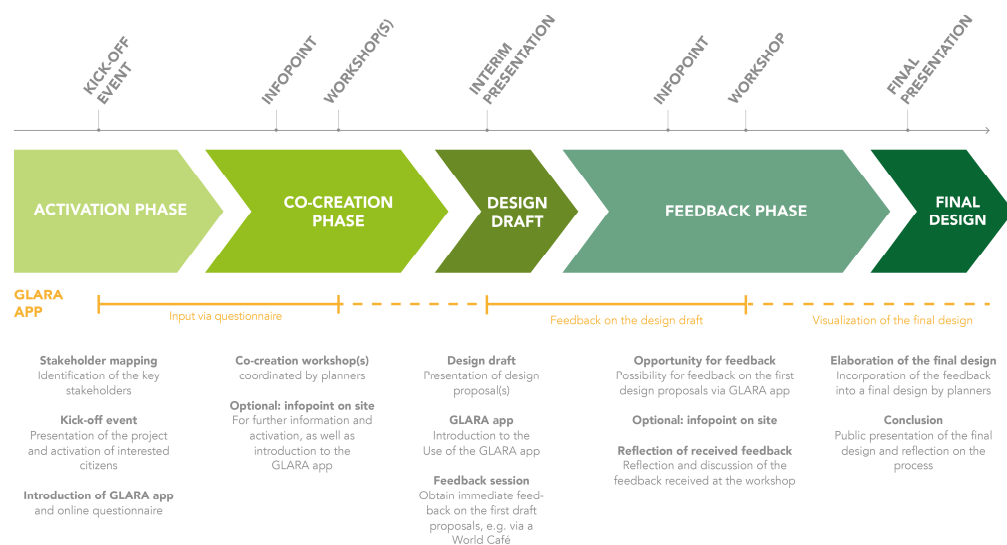 KICK-OFF
EVENT
INFOPOINT
WORKSHOP(S)
INTERIM
PRESENTATION
INFOPOINT
WORKSHOP
FINAL
PRESENTATION
ACTIVATION PHASE
CO-CREATION
PHASE
DESIGN
DRAFT
FEEDBACK PHASE
FINAL
DESIGN
GLARA
APP
Input via questionnaire
Feedback on the design draft
Visualization of the final design
Stakeholder mapping
Identification of the key
stakeholders
Kick-off event
Presentation of the project
and activation of interested
citizens
Introduction of GLARA app
and online questionnaire
Co-creation workshop(s)
coordinated by planners
Optional: infopoint on site
For further information and
activation, as well as
introduction to the
GLARA app
Design draft
Presentation of design
proposal(s)
GLARA app
Introduction to the
Use of the GLARA app
Feedback session
Obtain immediate feed-
back on the first draft
proposals, e.g. via a
World Café
Opportunity for feedback
Possibility for feedback on the first
design proposals via GLARA app
Optional: infopoint on site
Reflection of received feedback
Reflection and discussion of the
feedback received at the workshop
Elaboration of the final design
Incorporation of the feedback
into a final design by planners
Conclusion
Public presentation of the final
design and reflection on the
process